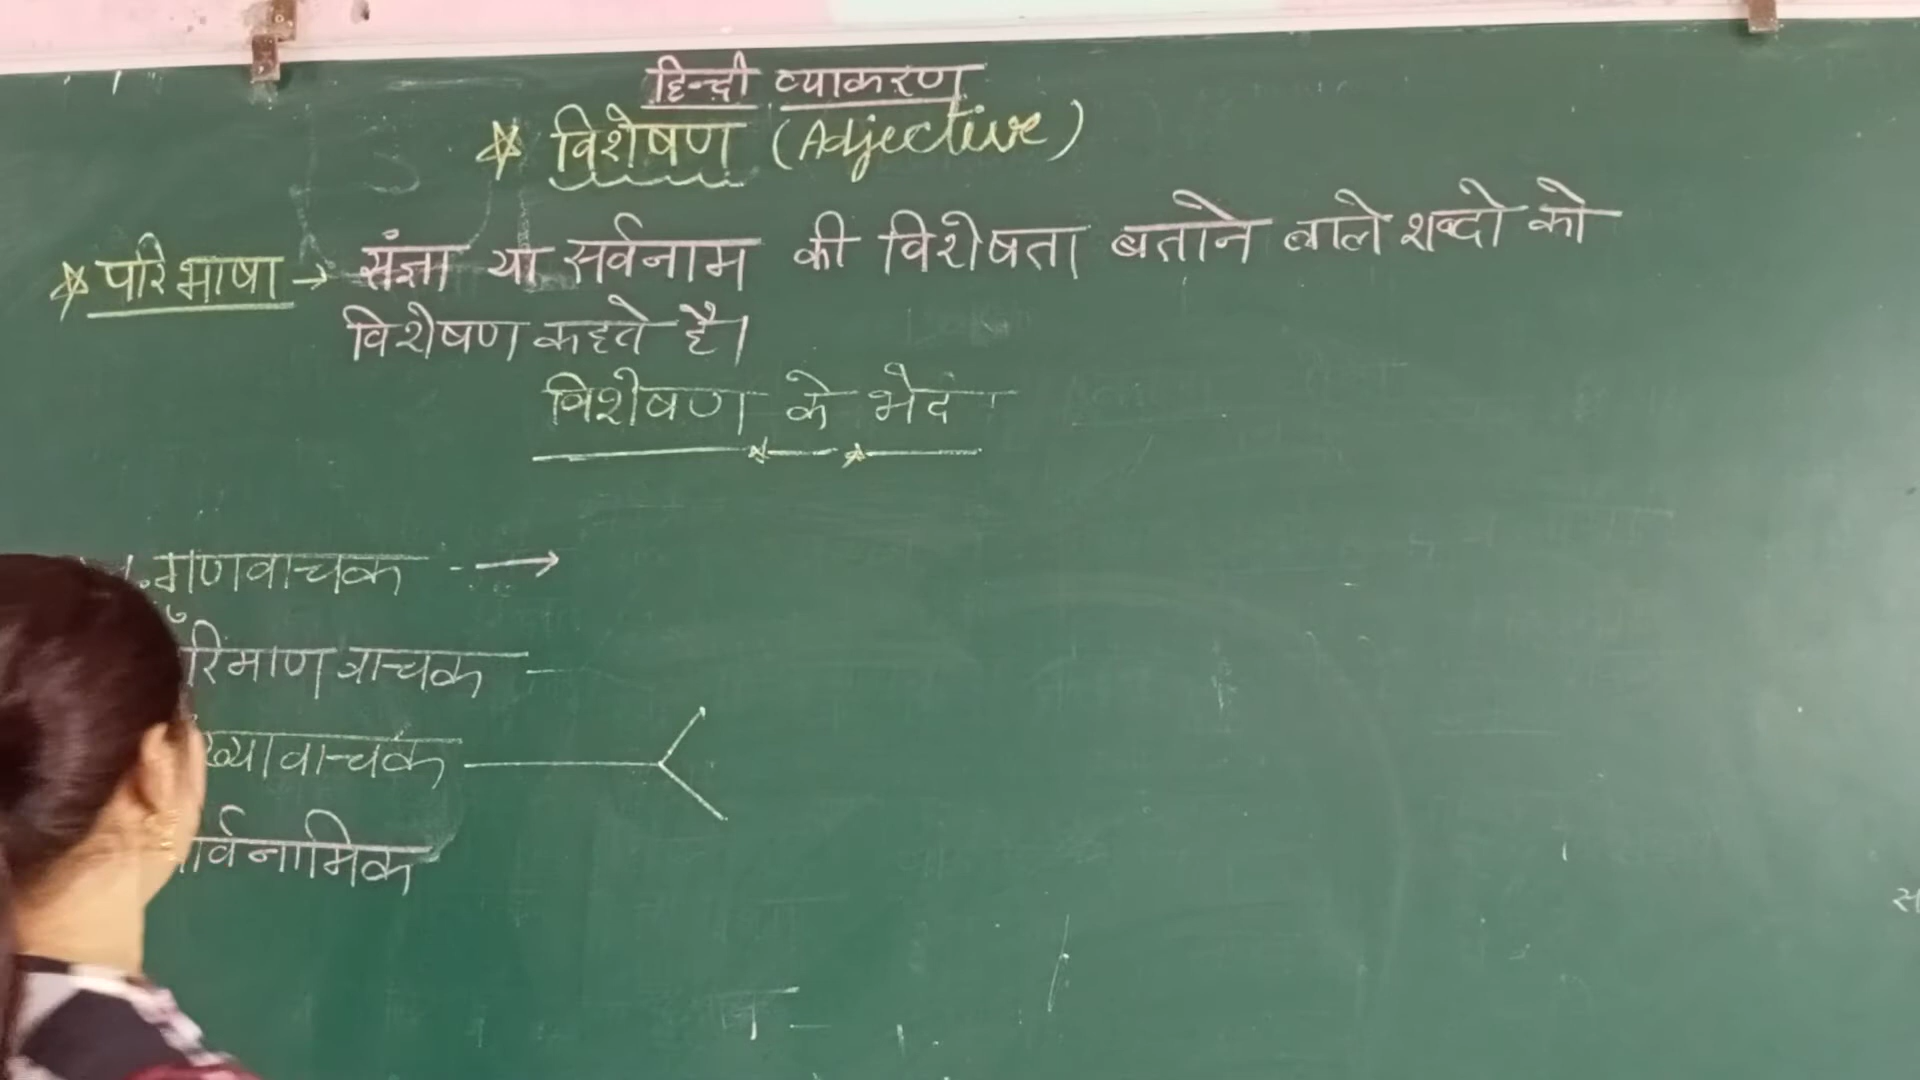 हिन्दी व्याकरण
विशेषण (Adjective)
परिभाषा → संज्ञा या सर्वनाम की विशेषता बताने वाले शब्दो को
विशेषण कहते है।
विशेषण के भेद
गुणवाचक - →
रिमाण वाचक -
ख्यावाचक
र्वनामिक
स